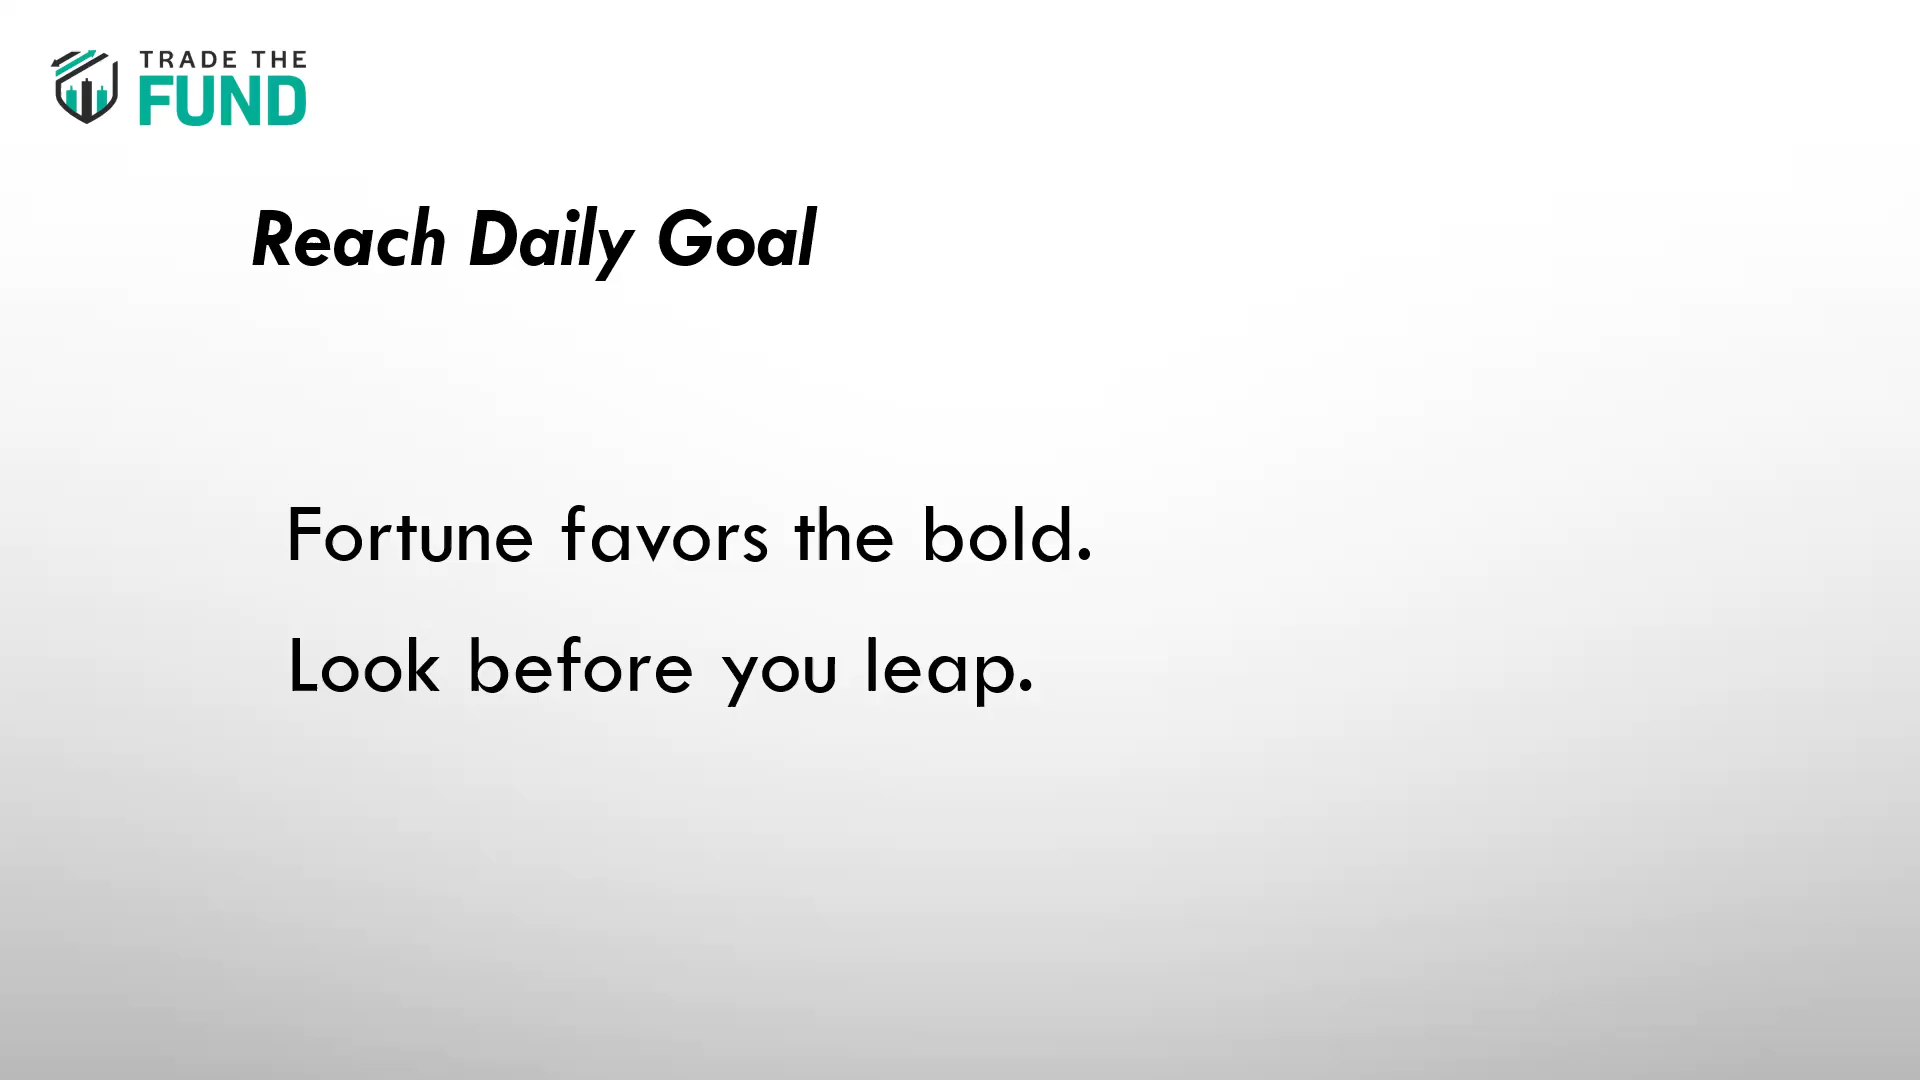 TRADE THE
FUND
Reach Daily Goal
Fortune favors the bold.
Look before you leap.